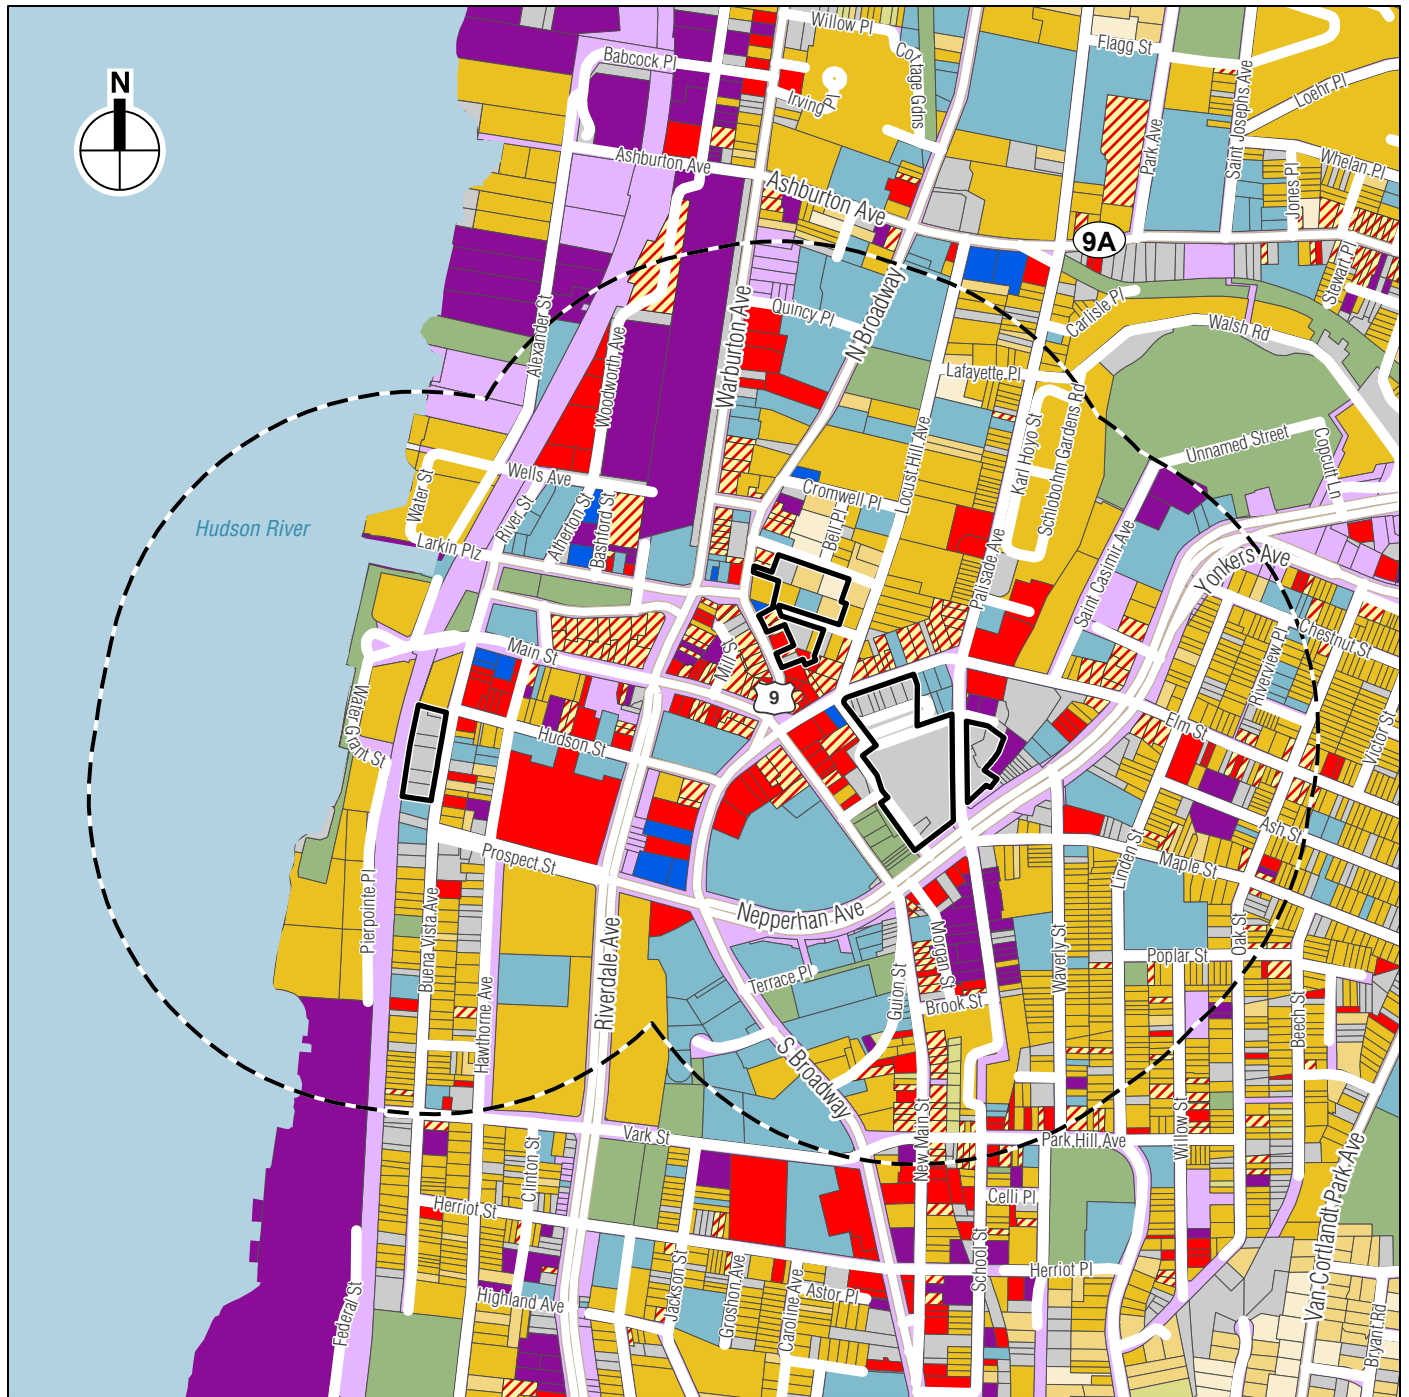 Willow Pl
Cottage Gdns
Flagg St
Babcock Pl
Irving Pl
Loehr Pl
N
Saint Josephs Ave
Park Ave
Ashburton Ave
Whelan Pl
Ashburton Ave
Jones Pl
9A
Stewart Pl
Carlisle Pl
Alexander St
N Broadway
Quincy Pl
Walsh Rd
Warburton Ave
Woodworth Ave
Lafayette Pl
Karl Hoyo St
Schlobohm Gardens Rd
Locust Hill Ave
Unnamed Street
Copcutt Ln
Wells Ave
Water St
Cromwell Pl
River St
Hudson River
Atherton St
Bashford St
Bell Pl
Larkin Plz
Palisade Ave
Saint Casimir Ave
Yonkers Ave
Main St
Mill St
Chestnut St
Riverview Pl
9
Water Grant St
Hudson St
Elm St
Victor St
Ash St
Prospect St
Linden St
Maple St
Pierpointe Pl
Buena Vista Ave
Nepperhan Ave
Oak St
Riverdale Ave
Morgan St
Waverly St
Poplar St
Terrace Pl
Guion St
Hawthorne Ave
Brook St
Beech St
S Broadway
New Main St
Vark St
Park Hill Ave
Willow St
Clinton St
Van Cortlandt Park Ave
Herriot St
Celli Pl
School St
Herriot Pl
Federal St
Highland Ave
Jackson St
Groshon Ave
Caroline Ave
Astor Pl
Bryant Rd